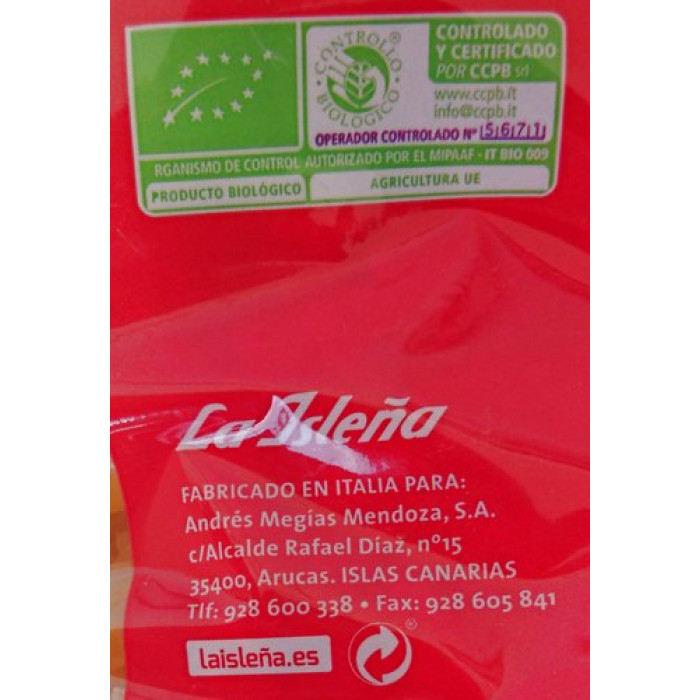 CONTROLLO BIOLOGICO ®
CONTROLADO
Y CERTIFICADO
POR CCPB srl
www.ccpb.it
info@ccpb.it
OPERADOR CONTROLADO Nº 5671
RGANISMO DE CONTROL AUTORIZADO POR EL MIPAAF - IT BIO 009
PRODUCTO BIOLÓGICO
AGRICULTURA UE
La Isleña
FABRICADO EN ITALIA PARA:
Andrés Megías Mendoza, S.A.
c/Alcalde Rafael Díaz, nº15
35400, Arucas. ISLAS CANARIAS
Tlf: 928 600 338 • Fax: 928 605 841
laisleña.es
®